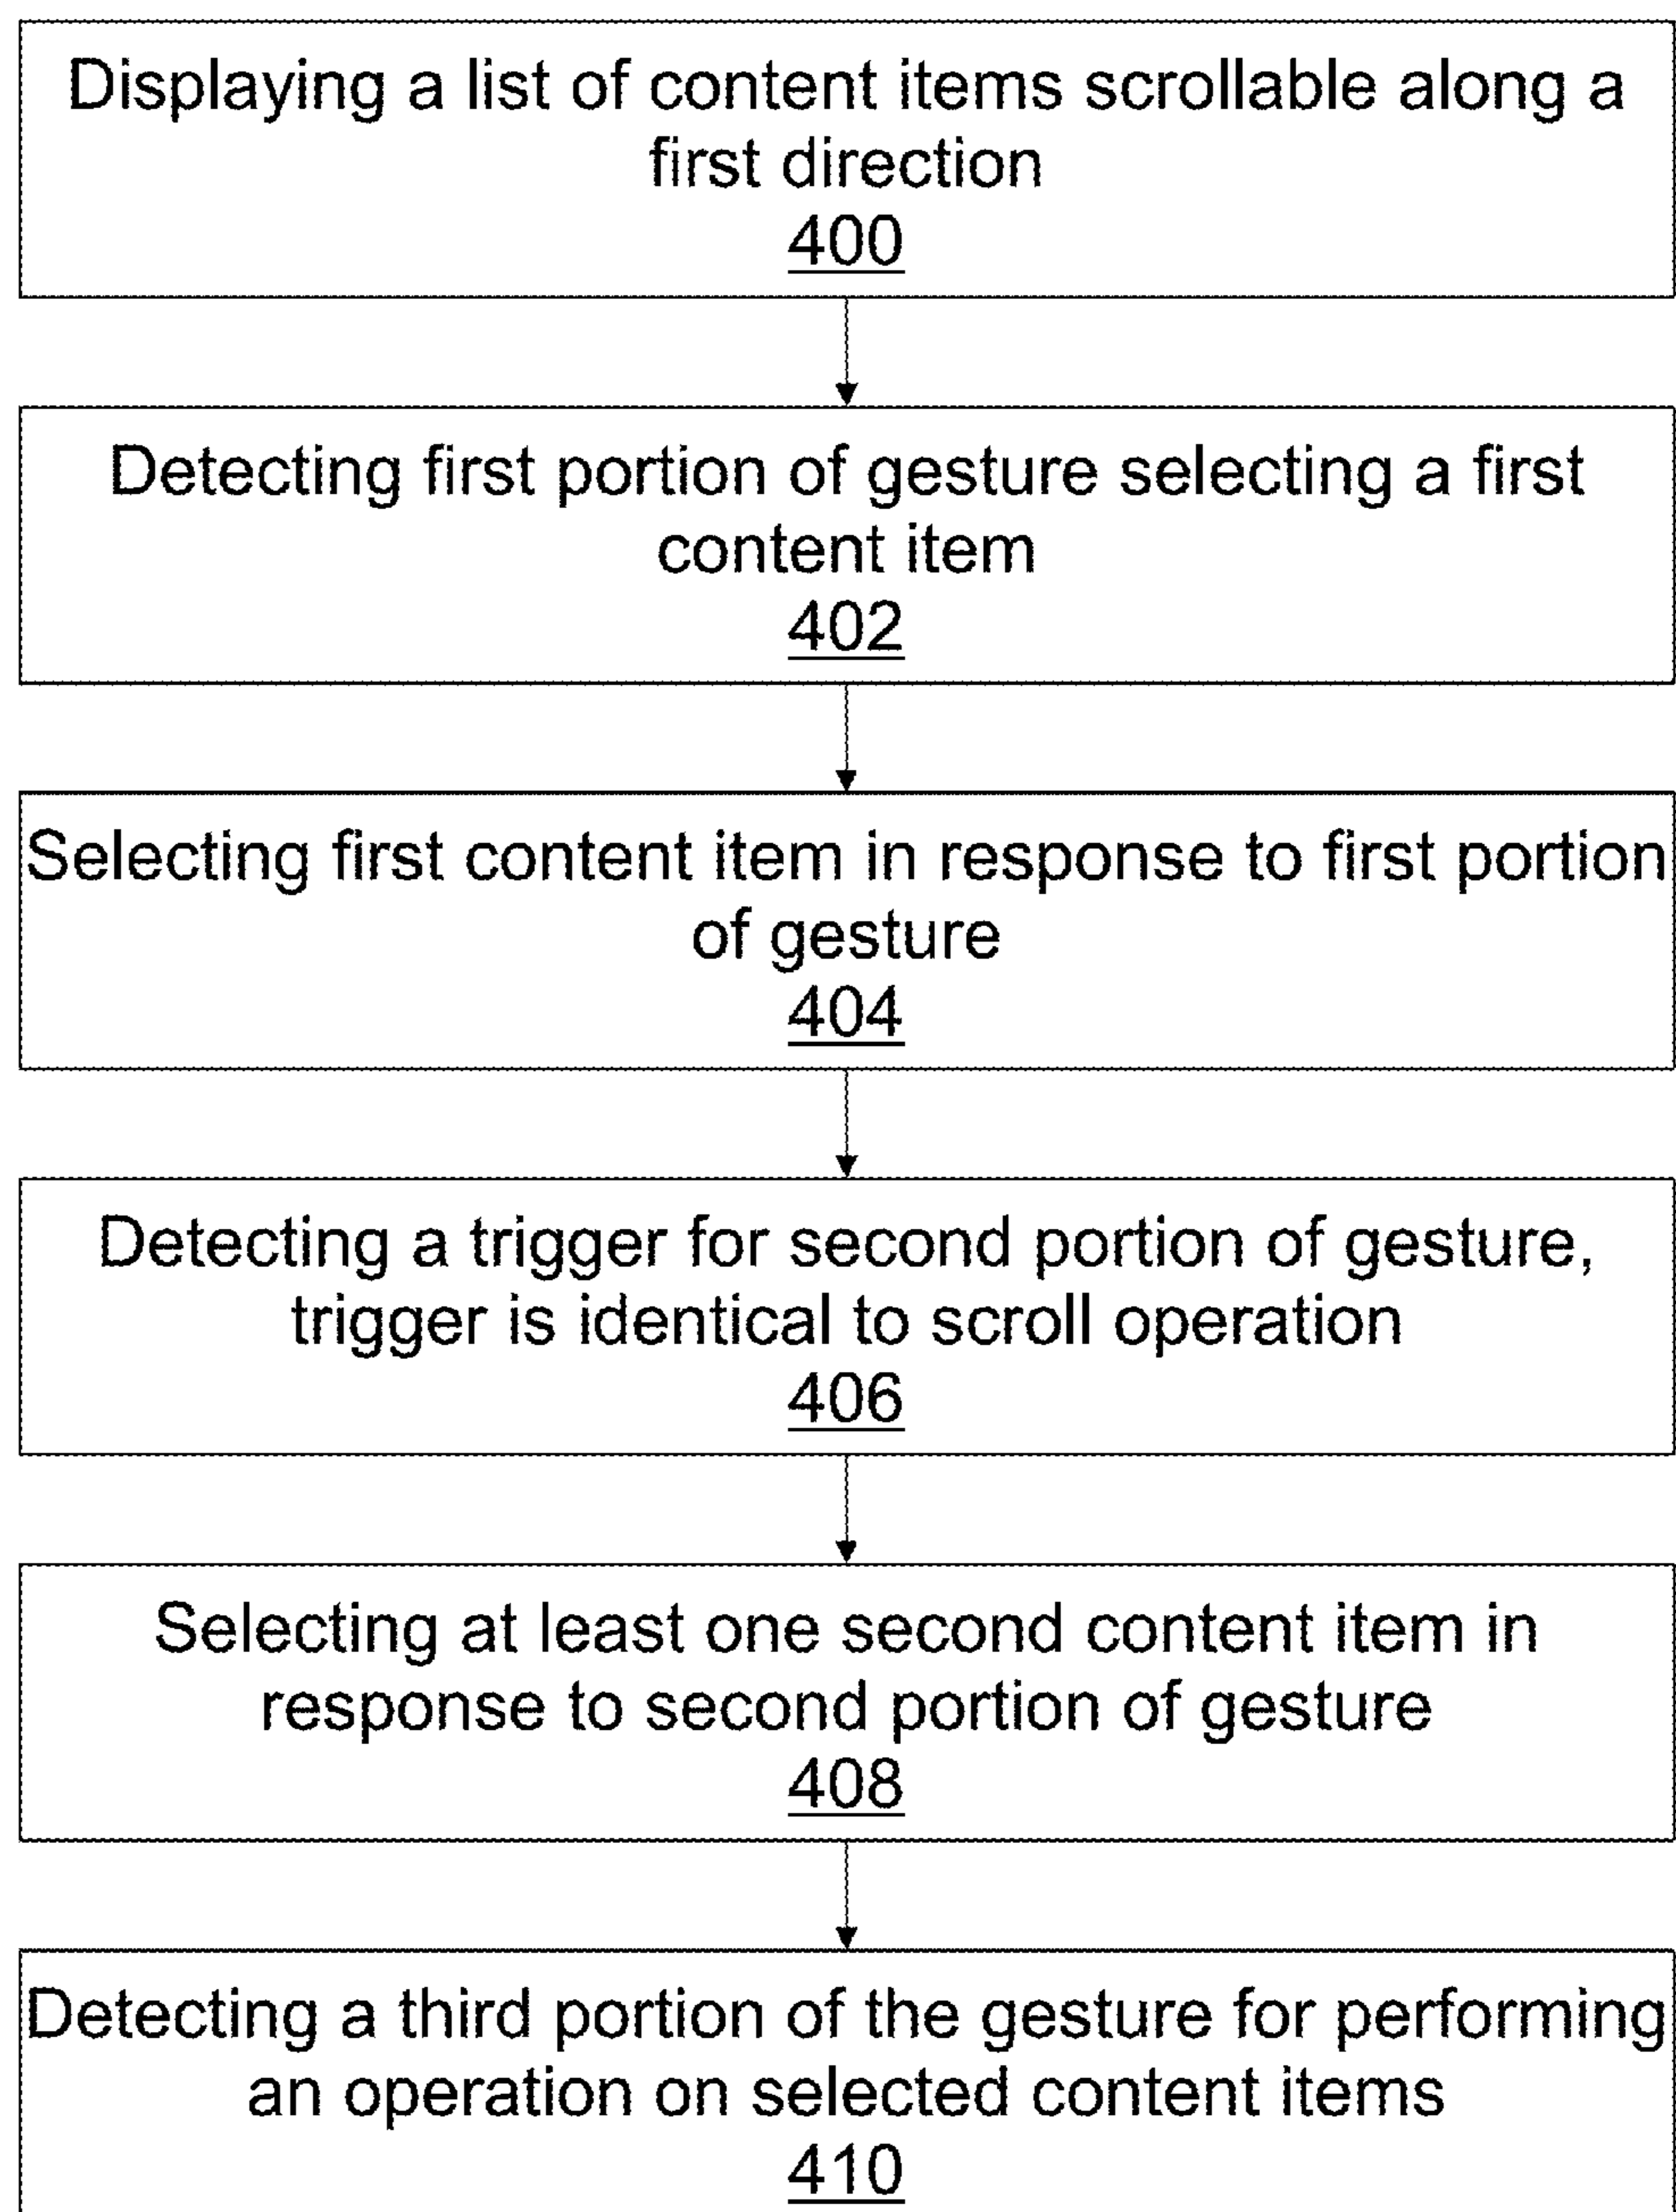 Displaying a list of content items scrollable along a
first direction
400
Detecting first portion of gesture selecting a first
content item
402
Selecting first content item in response to first portion
of gesture
404
Detecting a trigger for second portion of gesture,
trigger is identical to scroll operation
406
Selecting at least one second content item in
response to second portion of gesture
408
Detecting a third portion of the gesture for performing
an operation on selected content items
410